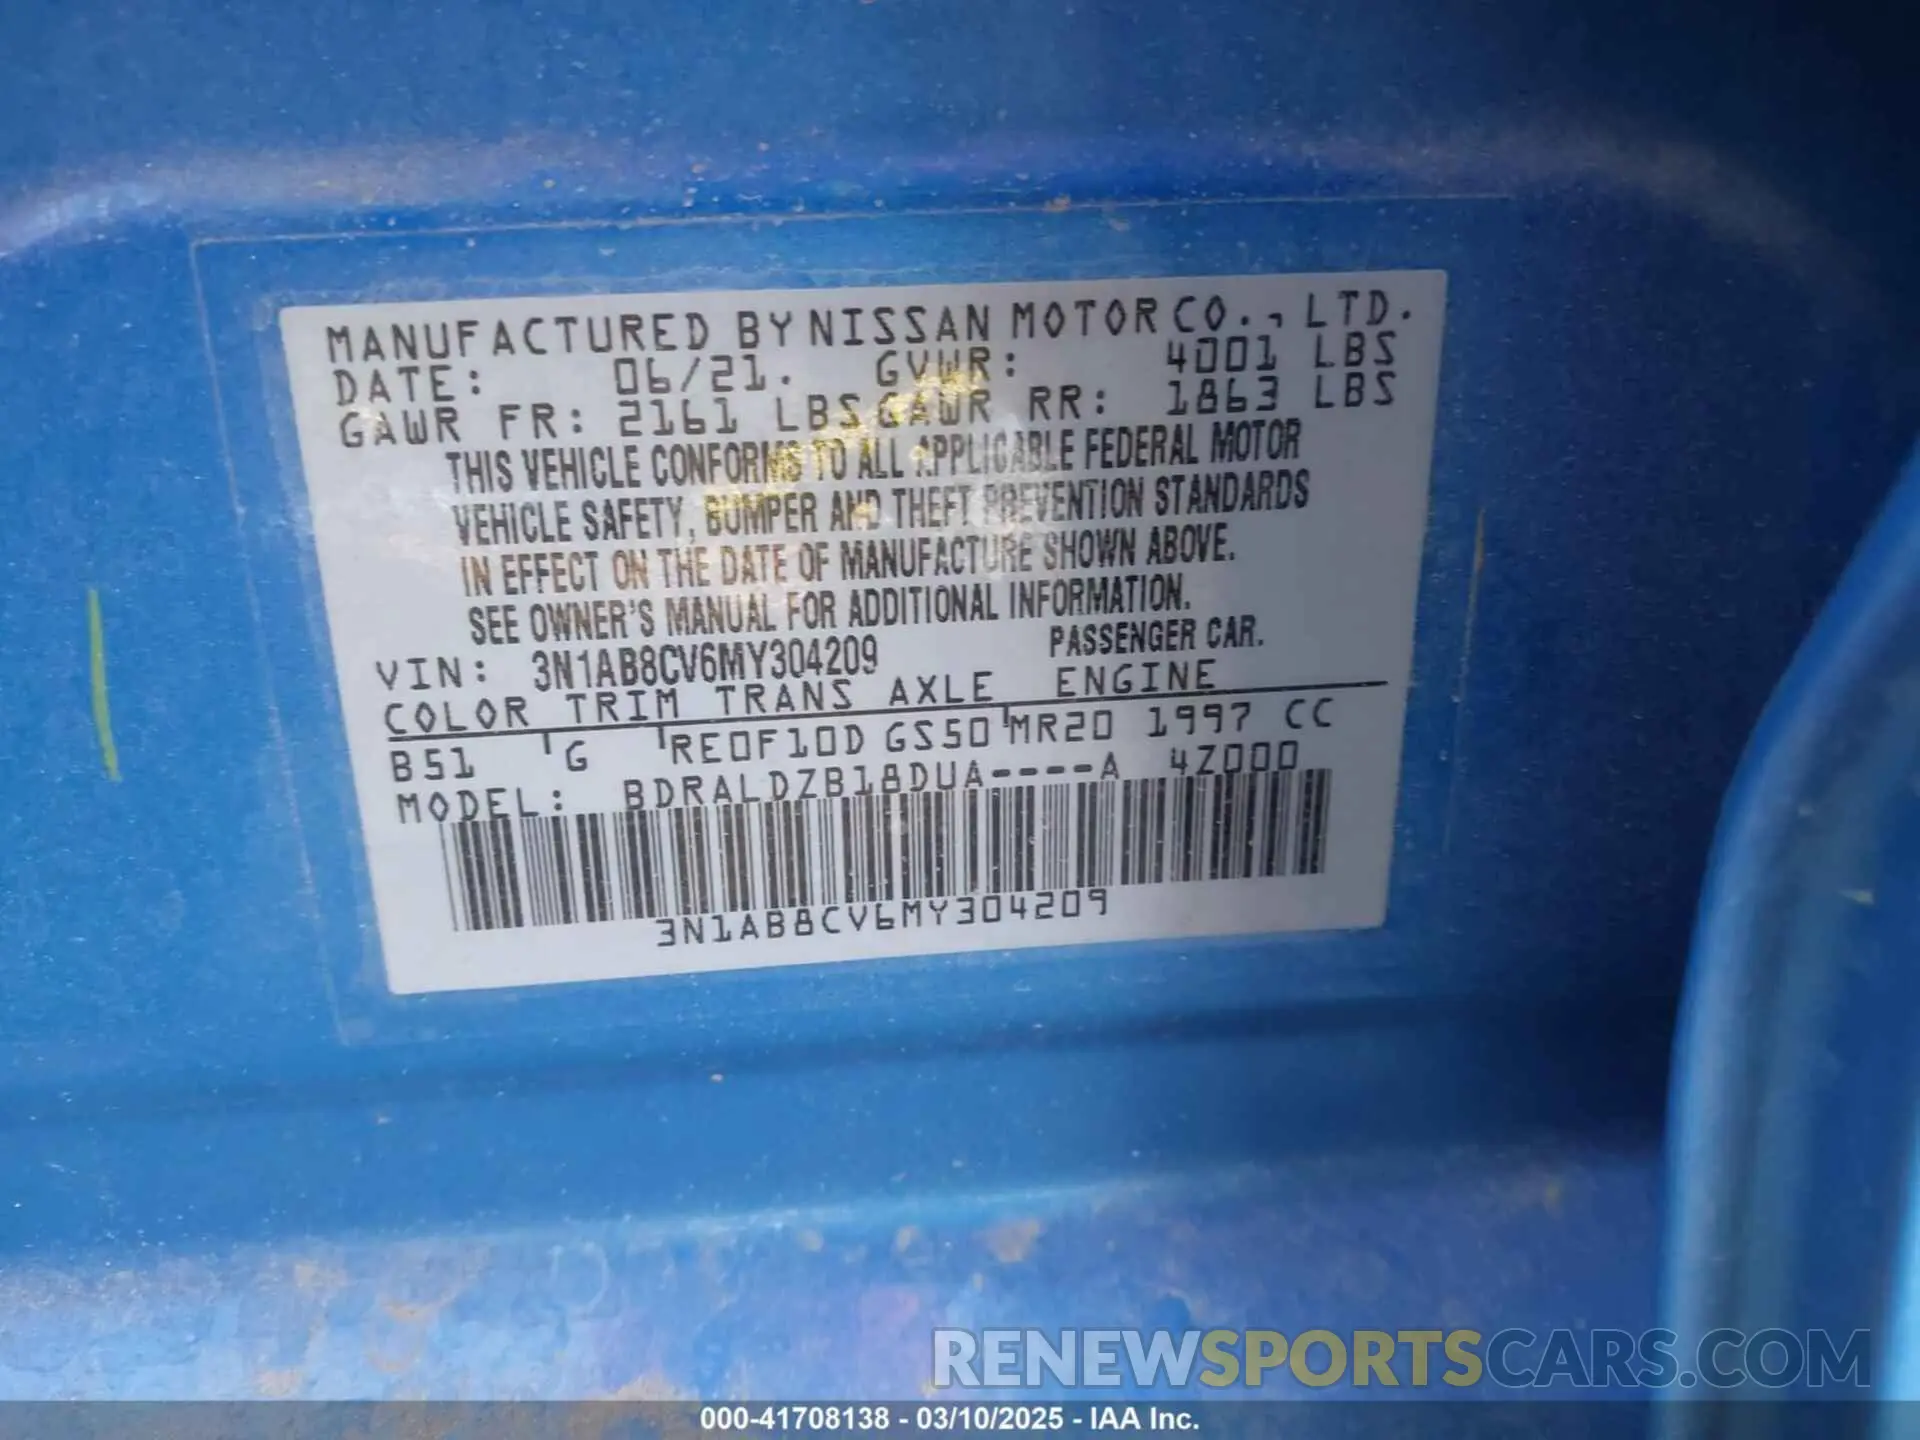 MANUFACTURED BY NISSAN MOTOR CO., LTD.
DATE: 06/21. GVWR: 4001 LBS
GAWR FR: 2161 LBS GAWR RR: 1863 LBS
THIS VEHICLE CONFORMS TO ALL APPLICABLE FEDERAL MOTOR
VEHICLE SAFETY, BUMPER AND THEFT PREVENTION STANDARDS
IN EFFECT ON THE DATE OF MANUFACTURE SHOWN ABOVE.
SEE OWNER'S MANUAL FOR ADDITIONAL INFORMATION.
VIN: 3N1AB8CV6MY304209 PASSENGER CAR.
COLOR TRIM TRANS AXLE ENGINE
B51 G RE0F10D GS50 MR20 1997 CC
MODEL: BDRALDZB18DUA----A 4Z000
3N1AB8CV6MY304209
RENEWSPORTSCARS.COM
000-41708138 - 03/10/2025 - IAA Inc.